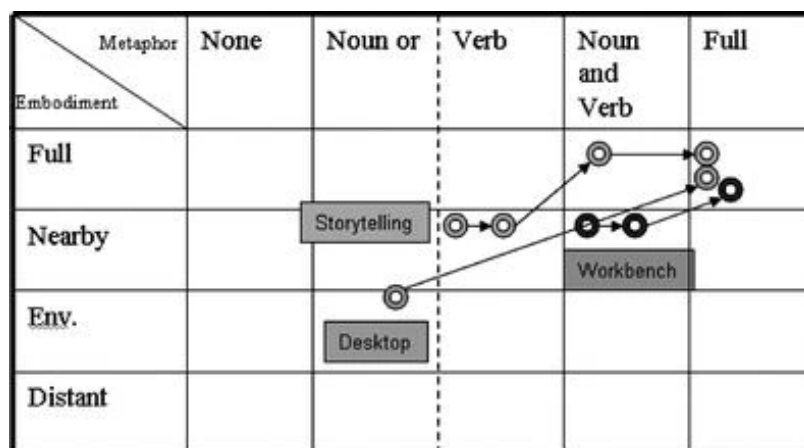 Metaphor
Embodiment
None
Noun or
Verb
Noun
and
Verb
Full
Full
Storytelling
Nearby
Workbench
Env.
Desktop
Distant